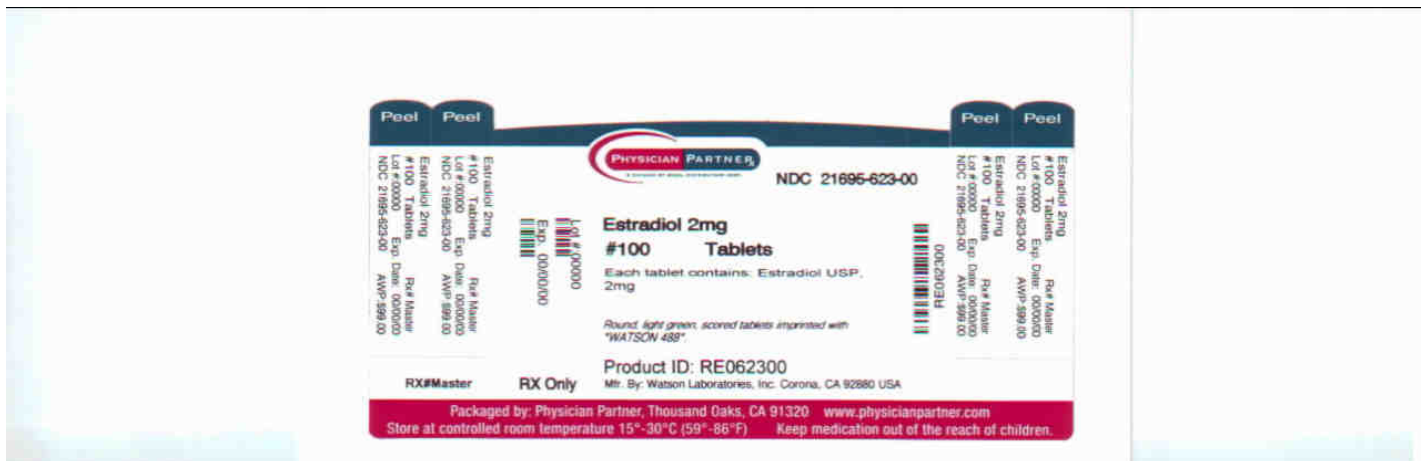 Peel
Peel
Estradiol 2mg
#100 Tablets Rx# Master
Lot #:00000 Exp. Date: 00/00/00
NDC 21695-623-00 AWP:$99.00
Estradiol 2mg
#100 Tablets Rx# Master
Lot #:00000 Exp. Date: 00/00/00
NDC 21695-623-00 AWP:$99.00
RX#Master
PHYSICIAN PARTNER
NDC 21695-623-00
Lot #:00000
Exp. 00/00/00
Estradiol 2mg
#100 Tablets
Each tablet contains: Estradiol USP,
2mg
Round, light green, scored tablets imprinted with
"WATSON 488".
Product ID: RE062300
RX Only
Mfr. By: Watson Laboratories, Inc. Corona, CA 92880 USA
RE062300
Peel
Peel
Estradiol 2mg
#100 Tablets Rx# Master
Lot #:00000 Exp. Date: 00/00/00
NDC 21695-623-00 AWP:$99.00
Estradiol 2mg
#100 Tablets Rx# Master
Lot #:00000 Exp. Date: 00/00/00
NDC 21695-623-00 AWP:$99.00
Packaged by: Physician Partner, Thousand Oaks, CA 91320 www.physicianpartner.com
Store at controlled room temperature 15°-30°C (59°-86°F) Keep medication out of the reach of children.